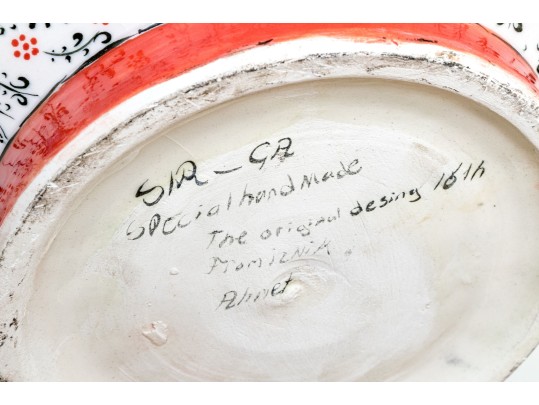 SIR-GA
Special hand Made
The original desing 16th
From iznik
Ahmet